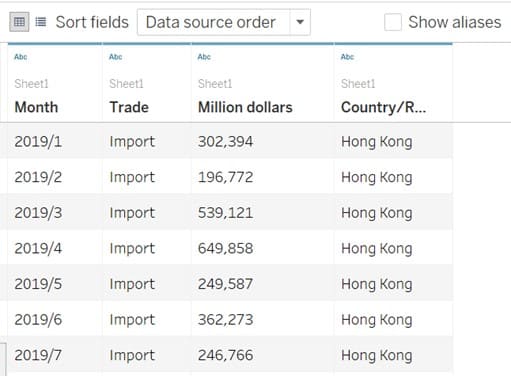 Sort fields Data source order Show aliases
Abc Abc Abc Abc
Sheet1 Sheet1 Sheet1 Sheet1
Month Trade Million dollars Country/R...
2019/1 Import 302,394 Hong Kong
2019/2 Import 196,772 Hong Kong
2019/3 Import 539,121 Hong Kong
2019/4 Import 649,858 Hong Kong
2019/5 Import 249,587 Hong Kong
2019/6 Import 362,273 Hong Kong
2019/7 Import 246,766 Hong Kong